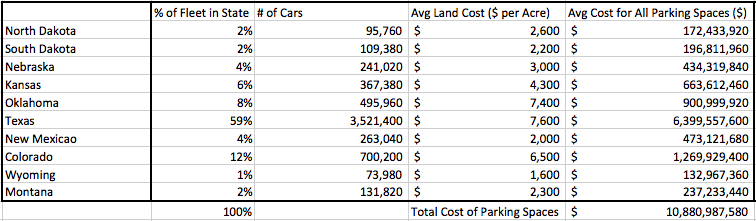 % of Fleet in State # of Cars Avg Land Cost ($ per Acre) Avg Cost for All Parking Spaces ($)
North Dakota 2% 95,760 $ 2,600 $ 172,433,920
South Dakota 2% 109,380 $ 2,200 $ 196,811,960
Nebraska 4% 241,020 $ 3,000 $ 434,319,840
Kansas 6% 367,380 $ 4,300 $ 663,612,460
Oklahoma 8% 495,960 $ 7,400 $ 900,999,920
Texas 59% 3,521,400 $ 7,600 $ 6,399,557,600
New Mexicao 4% 263,040 $ 2,000 $ 473,121,680
Colorado 12% 700,200 $ 6,500 $ 1,269,929,400
Wyoming 1% 73,980 $ 1,600 $ 132,967,360
Montana 2% 131,820 $ 2,300 $ 237,233,440
100% Total Cost of Parking Spaces $ 10,880,987,580